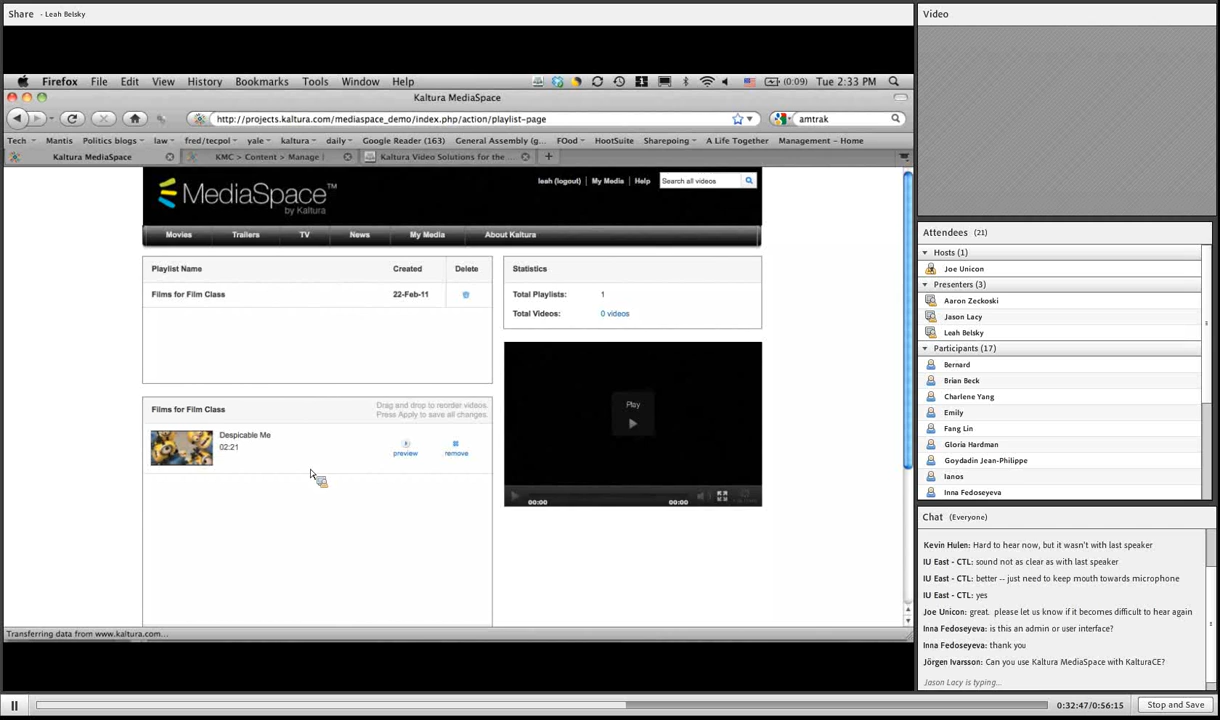 Share - Leah Belsky
Video
Firefox File Edit View History Bookmarks Tools Window Help (0:09) Tue 2:33 PM
Kaltura MediaSpace
http://projects.kaltura.com/mediaspace_demo/index.php/action/playlist-page
amtrak
Tech Mantis Politics blogs law fred/tecpol yale kaltura daily Google Reader (163) General Assembly (g... FOod HootSuite Sharepoing A Life Together Management - Home
Kaltura MediaSpace KMC > Content > Manage | Kaltura Video Solutions for the ...
MediaSpace™
by Kaltura
leah (logout) | My Media | Help Search all videos
Movies Trailers TV News My Media About Kaltura
Playlist Name Created Delete
Films for Film Class 22-Feb-11
Statistics
Total Playlists: 1
Total Videos: 0 videos
Films for Film Class
Drag and drop to reorder videos.
Press Apply to save all changes.
Despicable Me
02:21
preview remove
Play
00:00 00:00
Transferring data from www.kaltura.com...
Attendees (21)
Hosts (1)
Joe Unicon
Presenters (3)
Aaron Zeckoski
Jason Lacy
Leah Belsky
Participants (17)
Bernard
Brian Beck
Charlene Yang
Emily
Fang Lin
Gloria Hardman
Goydadin Jean-Philippe
Ianos
Inna Fedoseyeva
Chat (Everyone)
Kevin Hulen: Hard to hear now, but it wasn't with last speaker
IU East - CTL: sound not as clear as with last speaker
IU East - CTL: better -- just need to keep mouth towards microphone
IU East - CTL: yes
Joe Unicon: great. please let us know if it becomes difficult to hear again
Inna Fedoseyeva: is this an admin or user interface?
Inna Fedoseyeva: thank you
Jörgen Ivarsson: Can you use Kaltura MediaSpace with KalturaCE?
Jason Lacy is typing...
0:32:47/0:56:15 Stop and Save